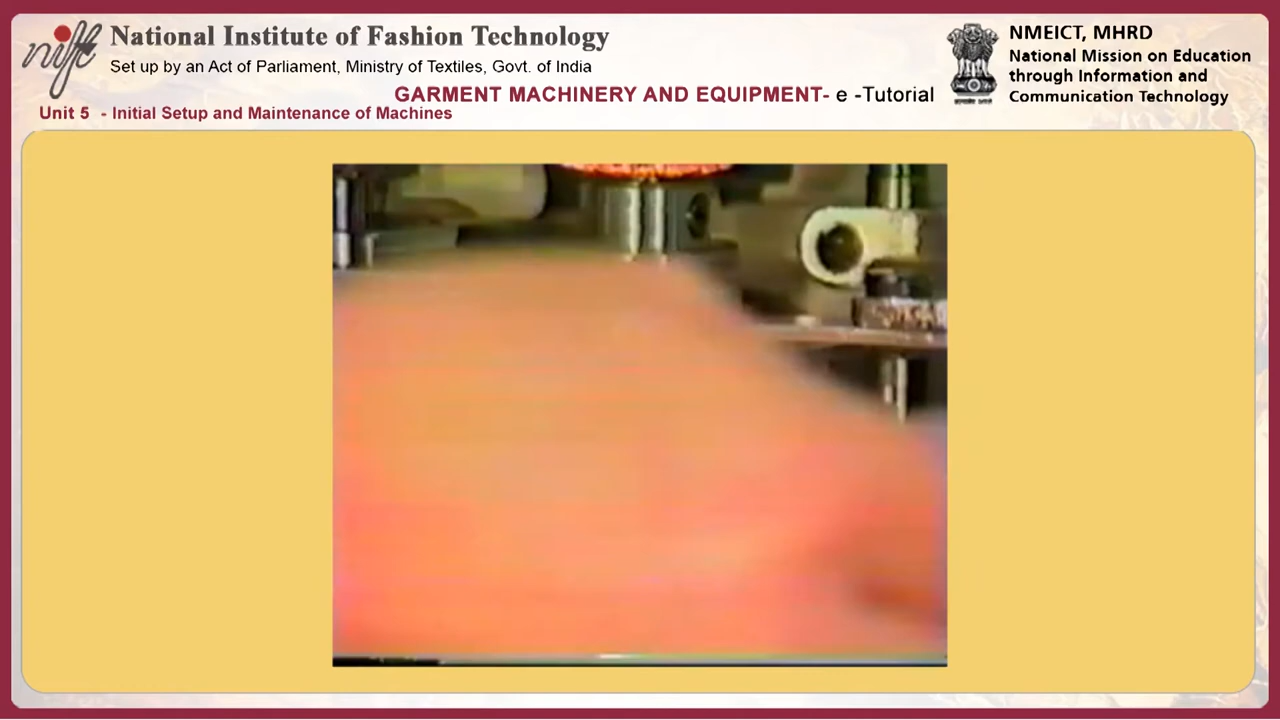 nift
National Institute of Fashion Technology
Set up by an Act of Parliament, Ministry of Textiles, Govt. of India
GARMENT MACHINERY AND EQUIPMENT- e -Tutorial
Unit 5 - Initial Setup and Maintenance of Machines
NMEICT, MHRD
National Mission on Education
through Information and
Communication Technology